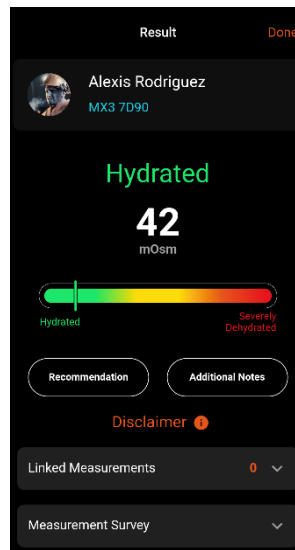 Result
Done
Alexis Rodriguez
MX3 7D90
Hydrated
42
mOsm
Hydrated
Severely
Dehydrated
Recommendation
Additional Notes
Disclaimer
Linked Measurements 0
Measurement Survey